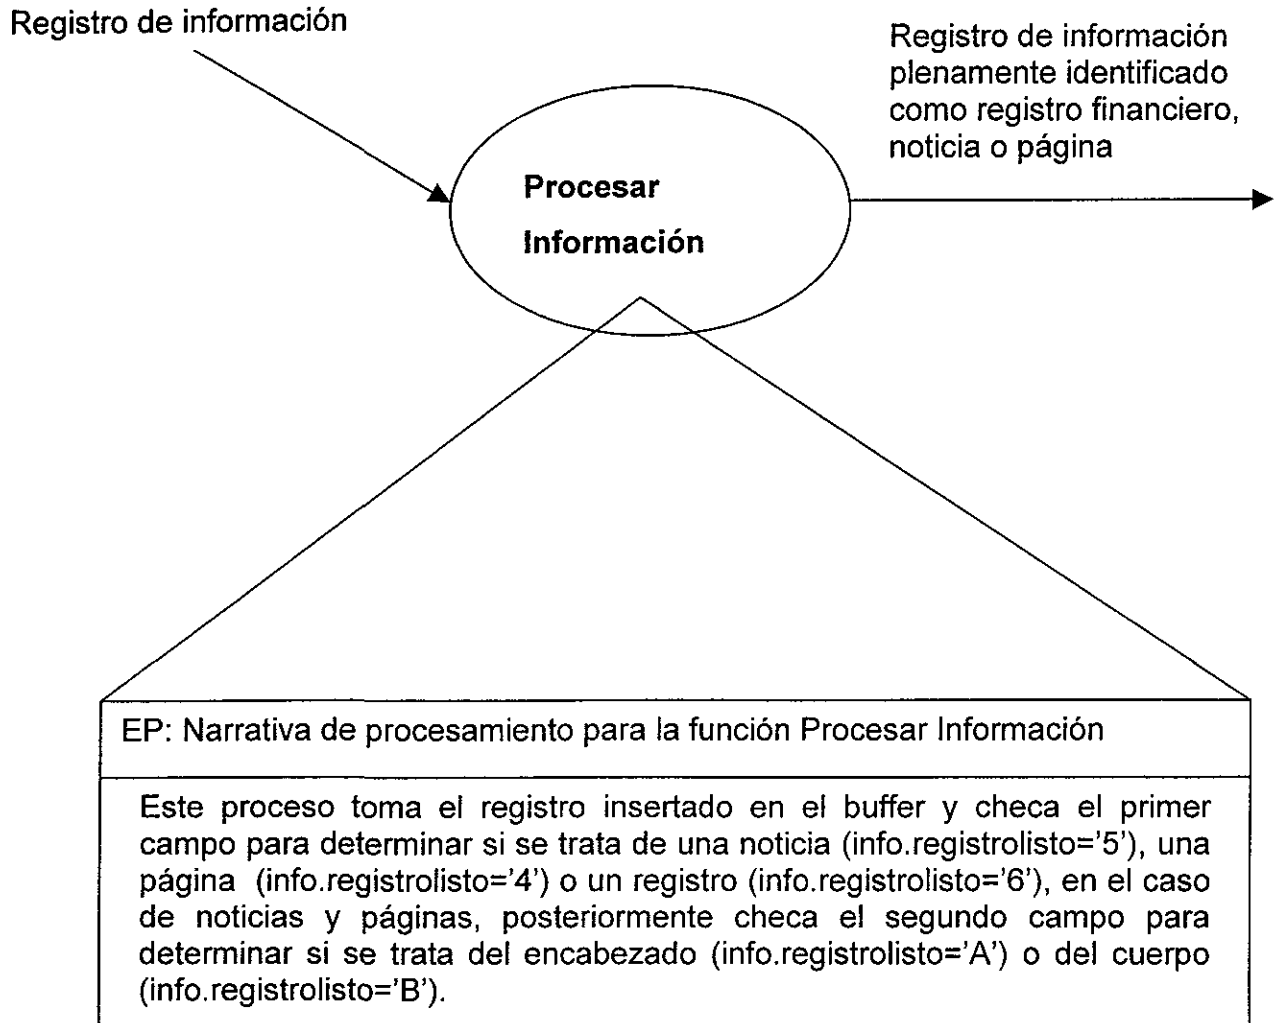 Registro de información
Registro de información
plenamente identificado
como registro financiero,
noticia o página
Procesar
Información
EP: Narrativa de procesamiento para la función Procesar Información
Este proceso toma el registro insertado en el buffer y checa el primer
campo para determinar si se trata de una noticia (info.registrolisto='5'), una
página (info.registrolisto='4') o un registro (info.registrolisto='6'), en el caso
de noticias y páginas, posteriormente checa el segundo campo para
determinar si se trata del encabezado (info.registrolisto='A') o del cuerpo
(info.registrolisto='B').